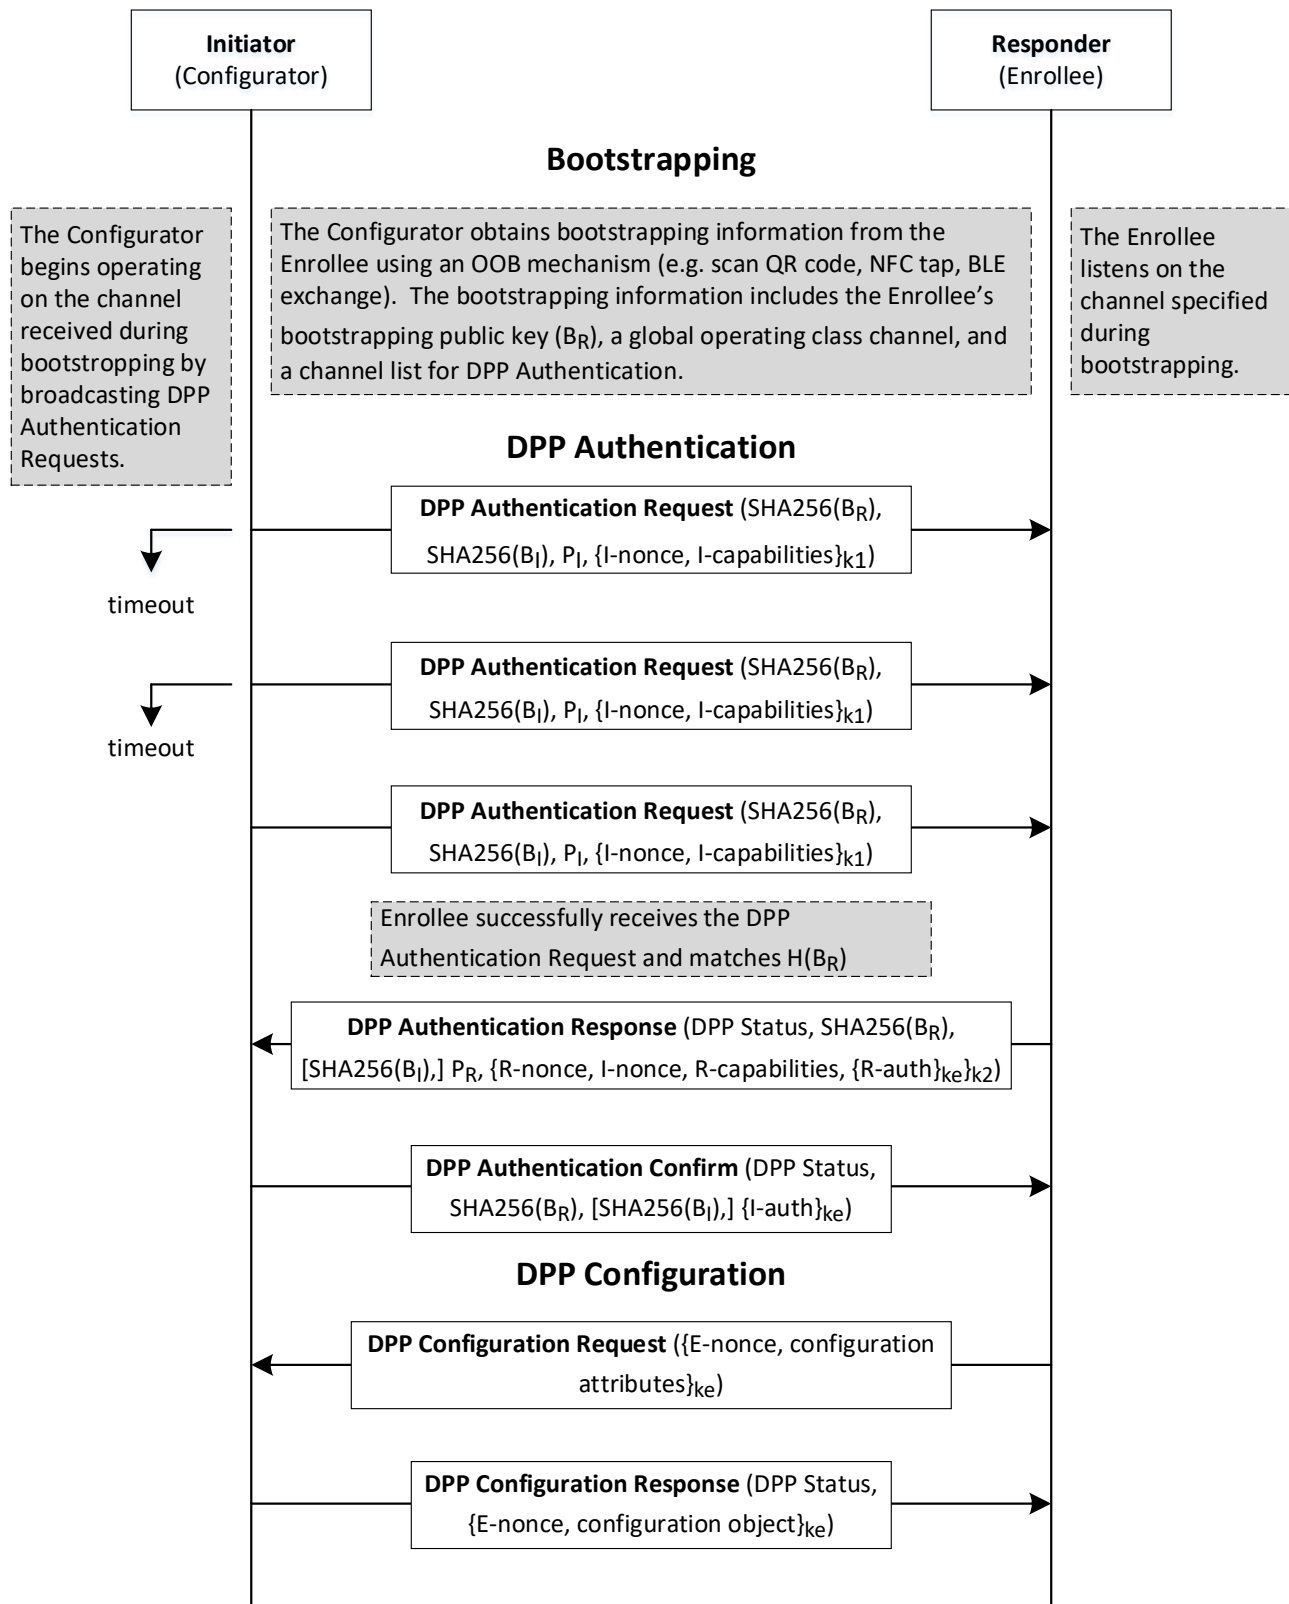 Initiator
(Configurator)
Responder
(Enrollee)
Bootstrapping
The Configurator
begins operating
on the channel
received during
bootstropping by
broadcasting DPP
Authentication
Requests.
The Configurator obtains bootstrapping information from the
Enrollee using an OOB mechanism (e.g. scan QR code, NFC tap, BLE
exchange).  The bootstrapping information includes the Enrollee’s
bootstrapping public key (BR), a global operating class channel, and
a channel list for DPP Authentication.
The Enrollee
listens on the
channel specified
during
bootstrapping.
DPP Authentication
DPP Authentication Request (SHA256(BR),
SHA256(BI), PI, {I-nonce, I-capabilities}k1)
timeout
DPP Authentication Request (SHA256(BR),
SHA256(BI), PI, {I-nonce, I-capabilities}k1)
timeout
DPP Authentication Request (SHA256(BR),
SHA256(BI), PI, {I-nonce, I-capabilities}k1)
Enrollee successfully receives the DPP
Authentication Request and matches H(BR)
DPP Authentication Response (DPP Status, SHA256(BR),
[SHA256(BI),] PR, {R-nonce, I-nonce, R-capabilities, {R-auth}ke}k2)
DPP Authentication Confirm (DPP Status,
SHA256(BR), [SHA256(BI),] {I-auth}ke)
DPP Configuration
DPP Configuration Request ({E-nonce, configuration
attributes}ke)
DPP Configuration Response (DPP Status,
{E-nonce, configuration object}ke)